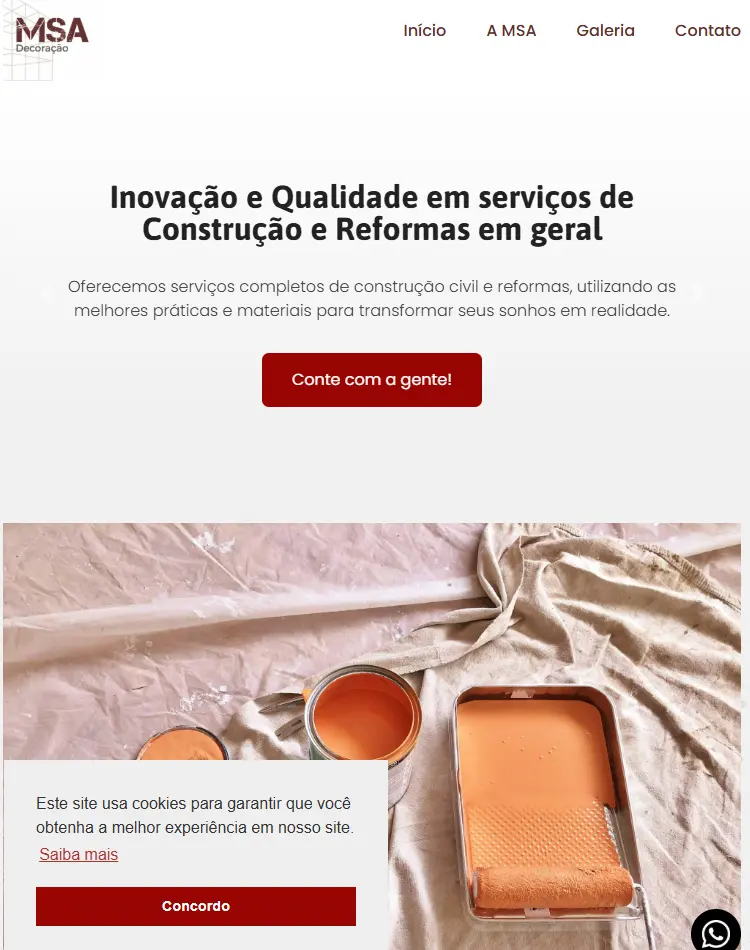 MSA
Decoração
Início
A MSA
Galeria
Contato
Inovação e Qualidade em serviços de
Construção e Reformas em geral
Oferecemos serviços completos de construção civil e reformas, utilizando as
melhores práticas e materiais para transformar seus sonhos em realidade.
Conte com a gente!
Este site usa cookies para garantir que você
obtenha a melhor experiência em nosso site.
Saiba mais
Concordo